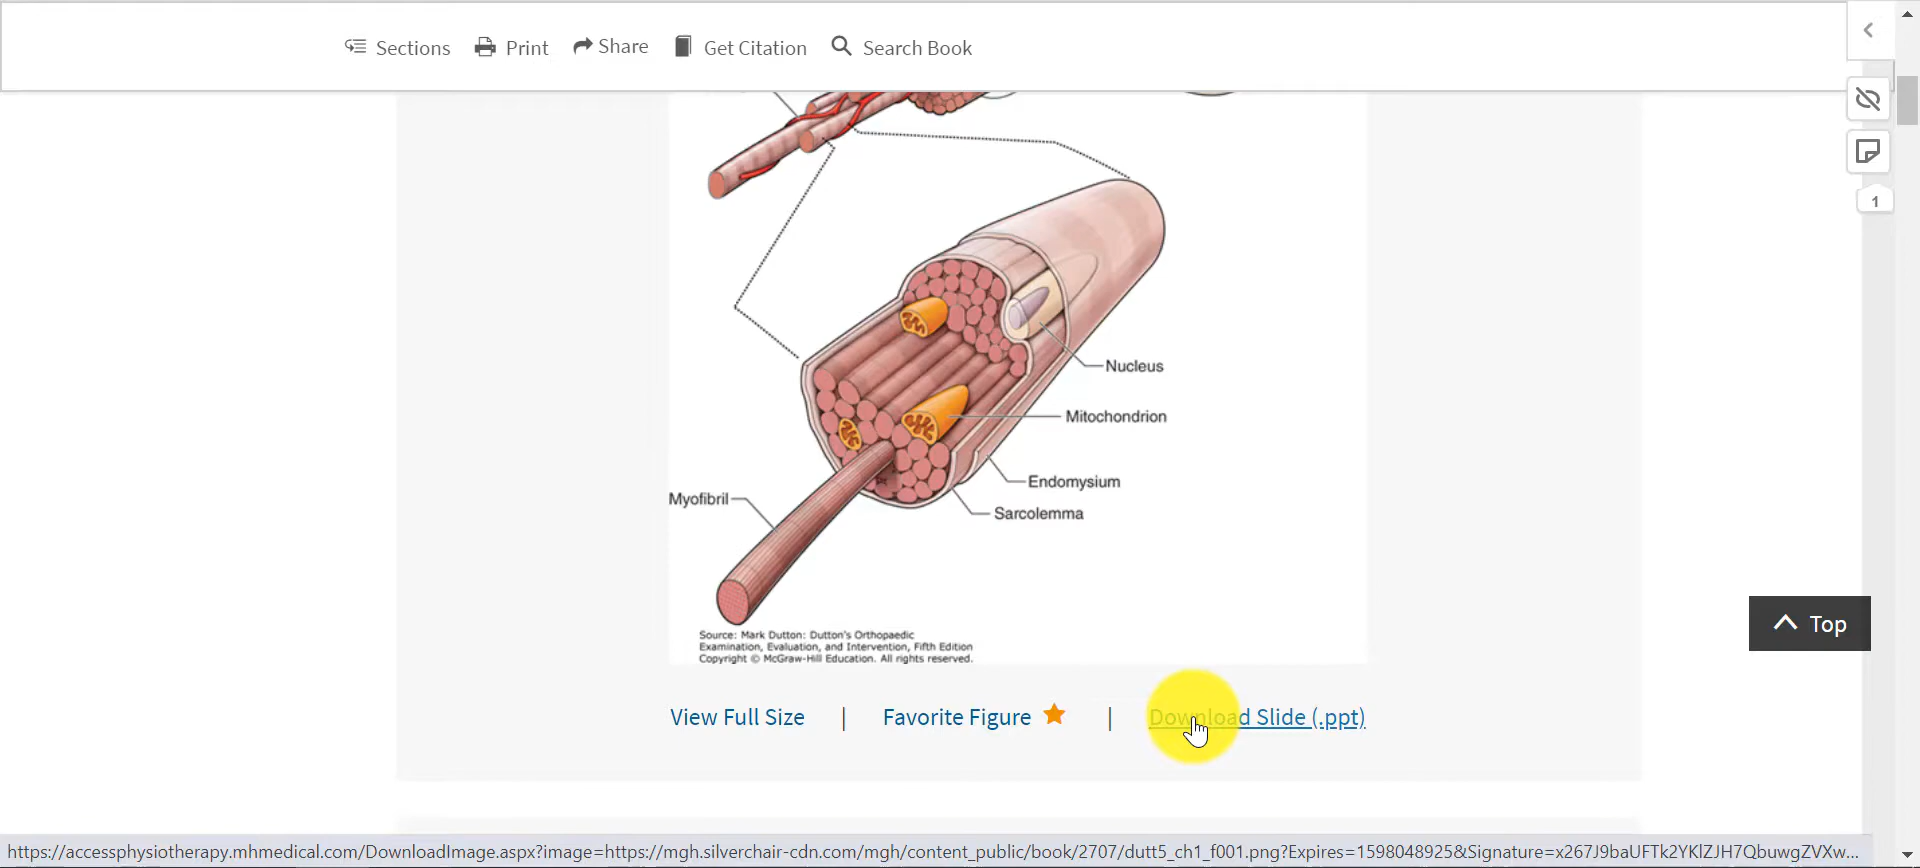 Sections Print Share Get Citation Search Book
1
Nucleus
Mitochondrion
Endomysium
Myofibril
Sarcolemma
Source: Mark Dutton: Dutton's Orthopaedic
Examination, Evaluation, and Intervention, Fifth Edition
Copyright © McGraw-Hill Education. All rights reserved.
Top
View Full Size | Favorite Figure | Download Slide (.ppt)
https://accessphysiotherapy.mhmedical.com/DownloadImage.aspx?image=https://mgh.silverchair-cdn.com/mgh/content_public/book/2707/dutt5_ch1_f001.png?Expires=1598048925&Signature=x267J9baUFTk2YKlZJH7QbuwgZVXw...